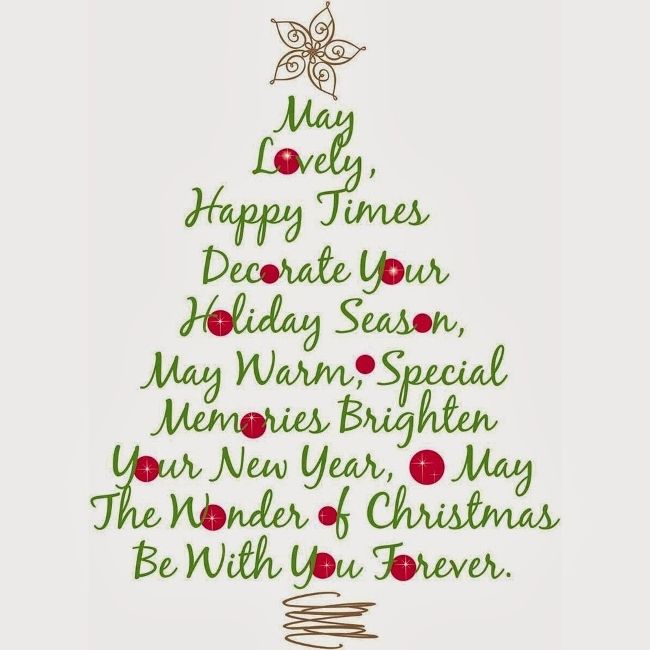 May
Lovely,
Happy Times
Decorate Your
Holiday Season,
May Warm, Special
Memories Brighten
Your New Year, May
The Wonder of Christmas
Be With You Forever.